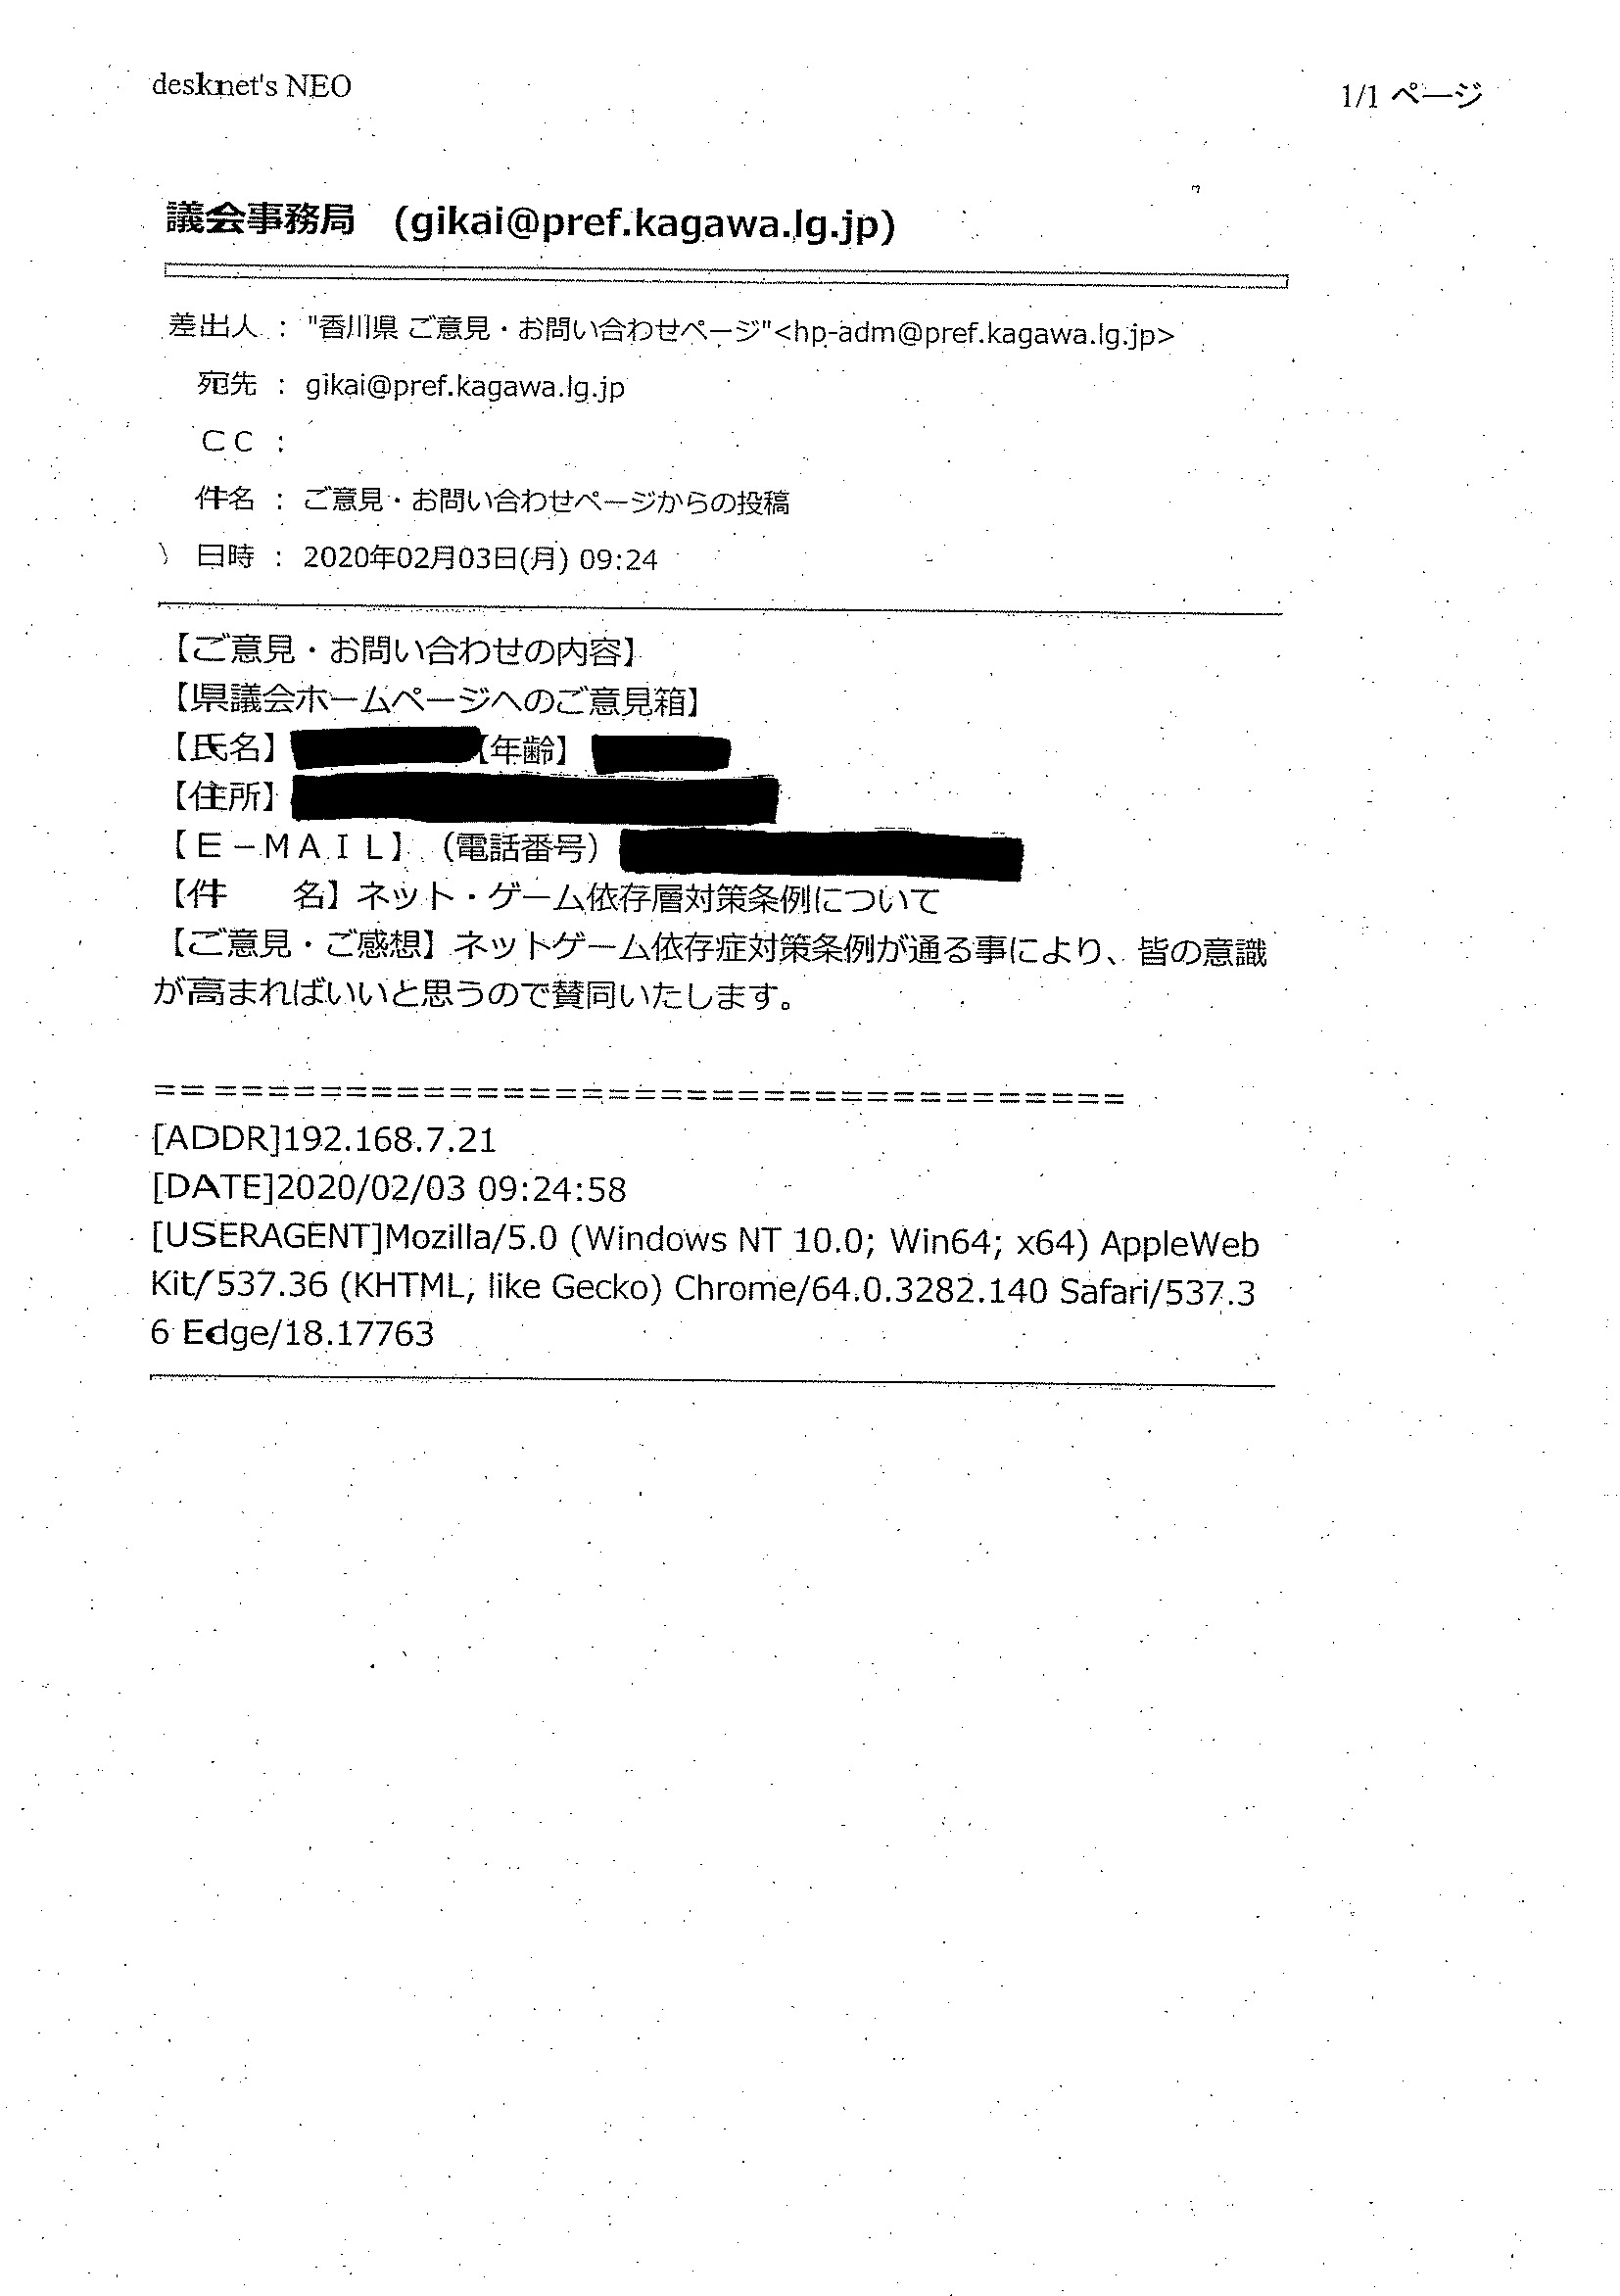 desknet's NEO
1/1 ページ
議会事務局 (gikai@pref.kagawa.lg.jp)
差出人 : "香川県 ご意見・お問い合わせページ"<hp-adm@pref.kagawa.lg.jp>
宛先 : gikai@pref.kagawa.lg.jp
ＣＣ :
件名 : ご意見・お問い合わせページからの投稿
日時 : 2020年02月03日(月) 09:24
【ご意見・お問い合わせの内容】
【県議会ホームページへのご意見箱】
【氏名】 【年齢】
【住所】
【Ｅ－ＭＡＩＬ】（電話番号）
【件　　名】ネット・ゲーム依存層対策条例について
【ご意見・ご感想】ネットゲーム依存症対策条例が通る事により、皆の意識
が高まればいいと思うので賛同いたします。
=====================================
[ADDR]192.168.7.21
[DATE]2020/02/03 09:24:58
[USERAGENT]Mozilla/5.0 (Windows NT 10.0; Win64; x64) AppleWeb
Kit/537.36 (KHTML, like Gecko) Chrome/64.0.3282.140 Safari/537.3
6 Edge/18.17763